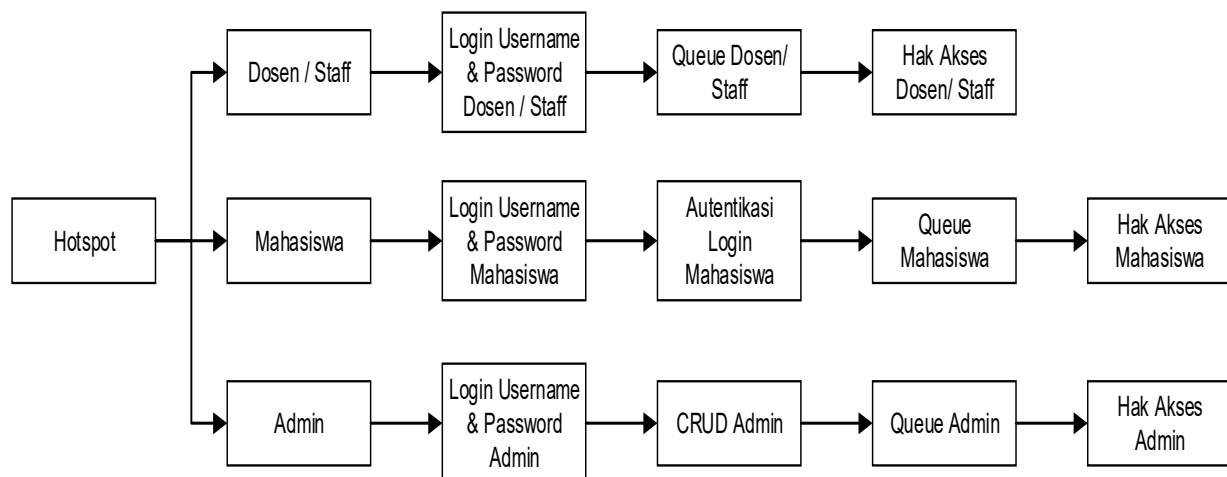 Dosen / Staff
Login Username
& Password
Dosen / Staff
Queue Dosen/
Staff
Hak Akses
Dosen/ Staff
Hotspot
Mahasiswa
Login Username
& Password
Mahasiswa
Autentikasi
Login
Mahasiswa
Queue
Mahasiswa
Hak Akses
Mahasiswa
Admin
Login Username
& Password
Admin
CRUD Admin
Queue Admin
Hak Akses
Admin